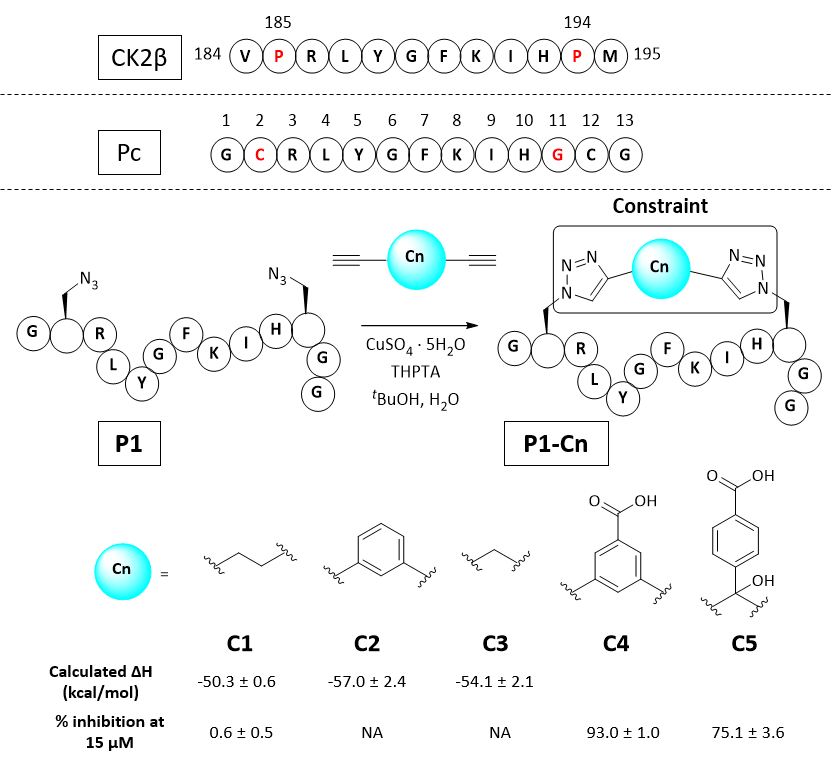 185 194
CK2β 184 V P R L Y G F K I H P M 195
1 2 3 4 5 6 7 8 9 10 11 12 13
Pc G C R L Y G F K I H G C G
Constraint
N3 N3 Cn N N N Cn N N N
G R L Y G F K I H G G
CuSO4 · 5H2O
THPTA
tBuOH, H2O
G R L Y G F K I H G G
P1 P1-Cn
O OH O OH
Cn = OH
C1 C2 C3 C4 C5
Calculated ΔH
(kcal/mol) -50.3 ± 0.6 -57.0 ± 2.4 -54.1 ± 2.1
% inhibition at
15 μM 0.6 ± 0.5 NA NA 93.0 ± 1.0 75.1 ± 3.6